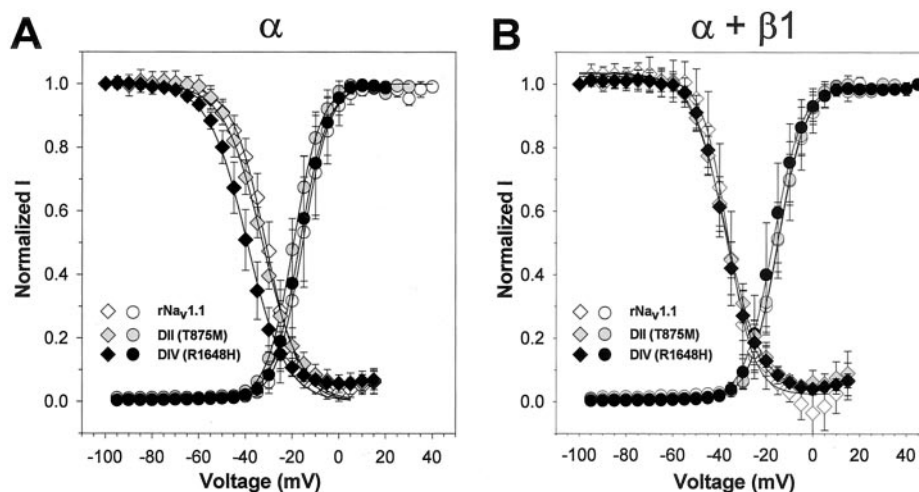 A
α
B
α + β1
Normalized I
1.0
0.8
0.6
0.4
0.2
0.0
rNaV1.1
DII (T875M)
DIV (R1648H)
-100 -80 -60 -40 -20 0 20 40
Voltage (mV)
Normalized I
1.0
0.8
0.6
0.4
0.2
0.0
rNaV1.1
DII (T875M)
DIV (R1648H)
-100 -80 -60 -40 -20 0 20 40
Voltage (mV)